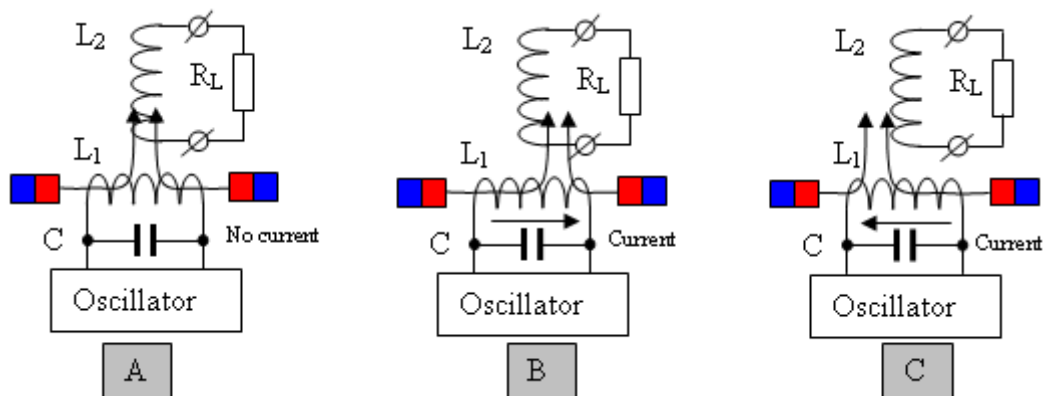 L2
RL
L1
C
No current
Oscillator
A
L2
RL
L1
C
Current
Oscillator
B
L2
RL
L1
C
Current
Oscillator
C